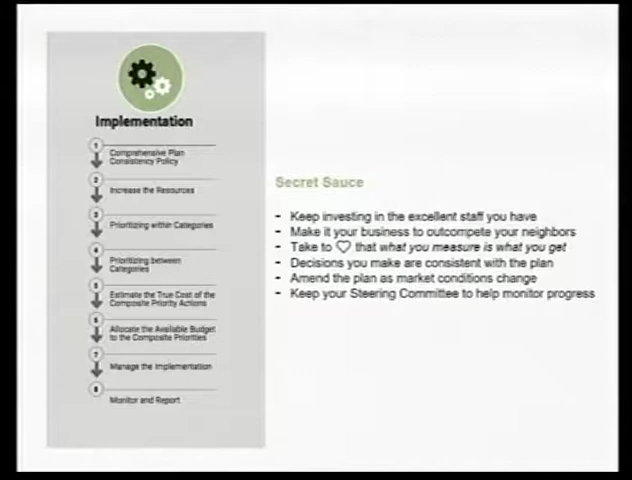 Implementation
1
Comprehensive Plan
Consistency Policy
2
Increase the Resources
3
Prioritizing within Categories
4
Prioritizing between
Categories
5
Estimate the True Cost of the
Composite Priority Actions
6
Allocate the Available Budget
to the Composite Priorities
7
Manage the Implementation
8
Monitor and Report
Secret Sauce
- Keep investing in the excellent staff you have
- Make it your business to outcompete your neighbors
- Take to ♡ that what you measure is what you get
- Decisions you make are consistent with the plan
- Amend the plan as market conditions change
- Keep your Steering Committee to help monitor progress